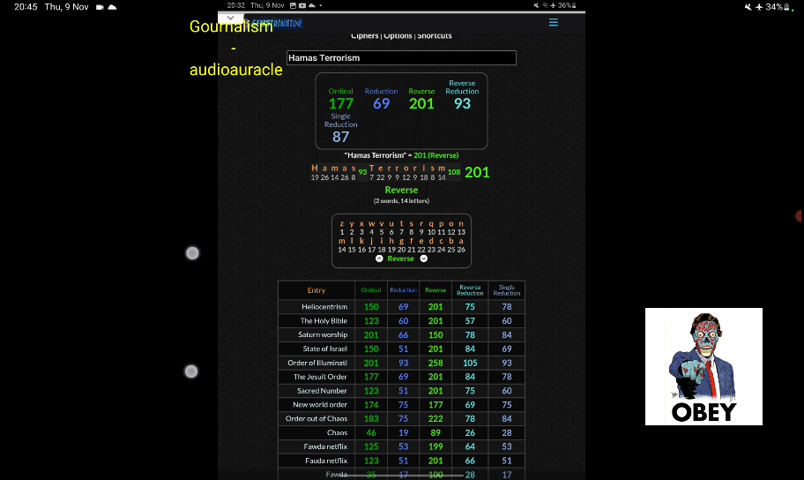 20:45 Thu, 9 Nov
34%
20:32 Thu, 9 Nov
36%
Gournalism
-
audioauracle
GEMATRINATOR
Ciphers | Options | Shortcuts
Hamas Terrorism
Ordinal Reduction Reverse Reverse Reduction
177 69 201 93
Single Reduction
87
"Hamas Terrorism" = 201 (Reverse)
H a m a s 93 T e r r o r i s m 108 201
19 26 14 26 8 7 22 9 9 12 9 18 8 14
Reverse
(2 words, 14 letters)
z y x w v u t s r q p o n
1 2 3 4 5 6 7 8 9 10 11 12 13
m l k j i h g f e d c b a
14 15 16 17 18 19 20 21 22 23 24 25 26
Reverse
Entry Ordinal Reduction Reverse Reverse Reduction Single Reduction
Heliocentrism 150 69 201 75 78
The Holy Bible 123 60 201 57 60
Saturn worship 201 66 150 78 84
State of Israel 150 51 201 84 69
Order of Illuminati 201 93 258 105 93
The Jesuit Order 177 69 201 84 78
Sacred Number 123 51 201 75 60
New world order 174 75 177 69 75
Order out of Chaos 183 75 222 78 84
Chaos 46 19 89 26 28
Fawda netflix 125 53 199 64 53
Fauda netflix 123 51 201 66 51
Fawda 35 17 100 28 17
OBEY